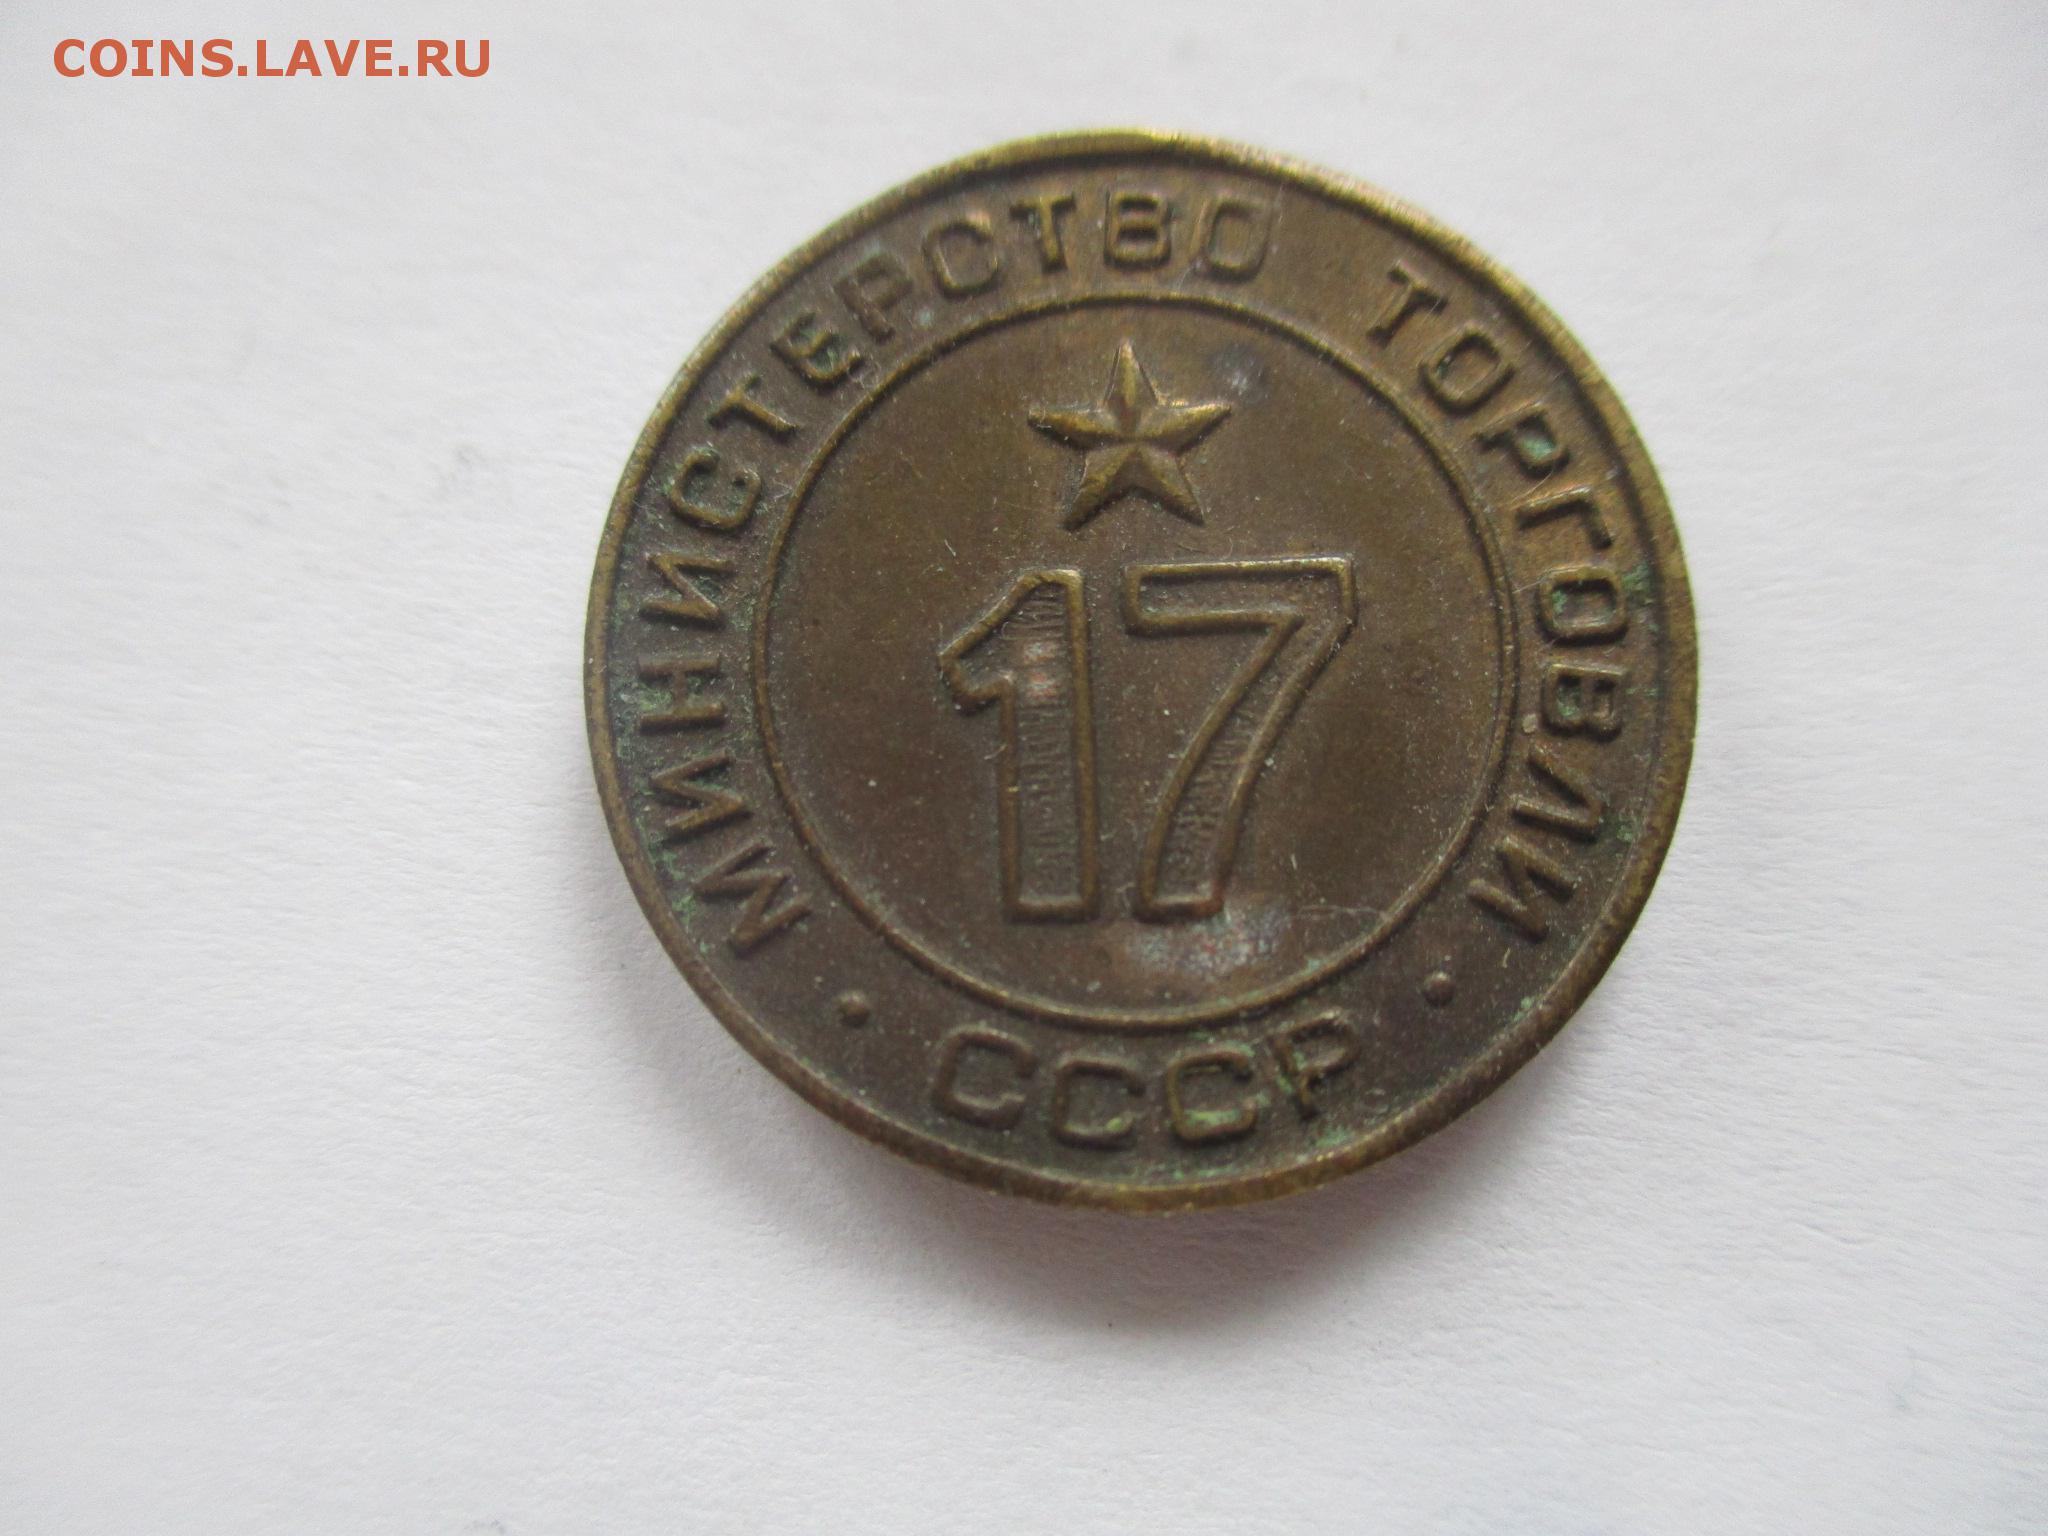 COINS.LAVE.RU
МИНИСТЕРСТВО ТОРГОВЛИ
17
· СССР ·